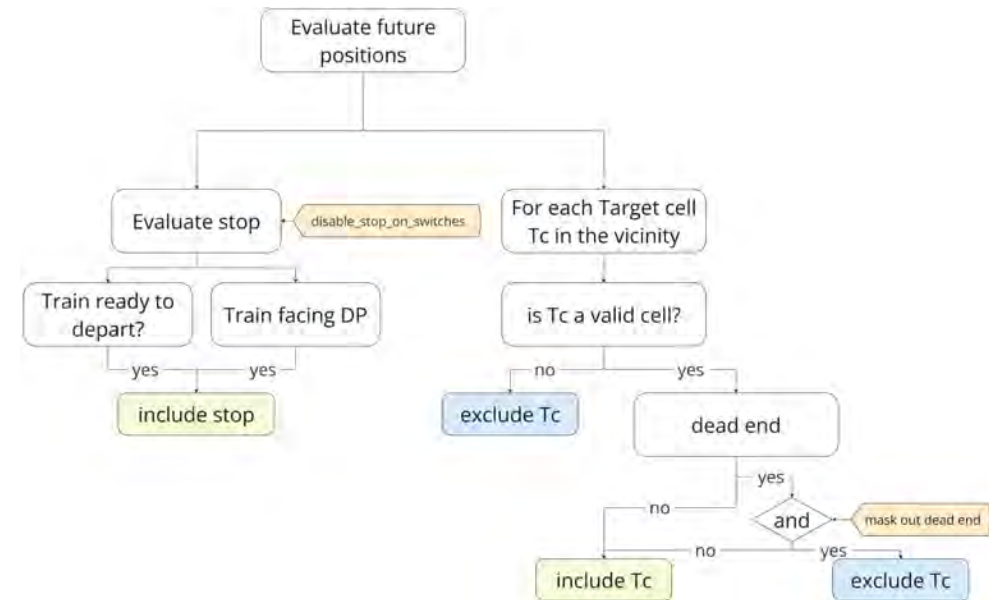 Evaluate future
positions
Evaluate stop
disable_stop_on_switches
For each Target cell
Tc in the vicinity
Train ready to
depart?
Train facing DP
is Tc a valid cell?
yes
yes
no
yes
include stop
exclude Tc
dead end
yes
no
and
mask out dead end
no
yes
include Tc
exclude Tc